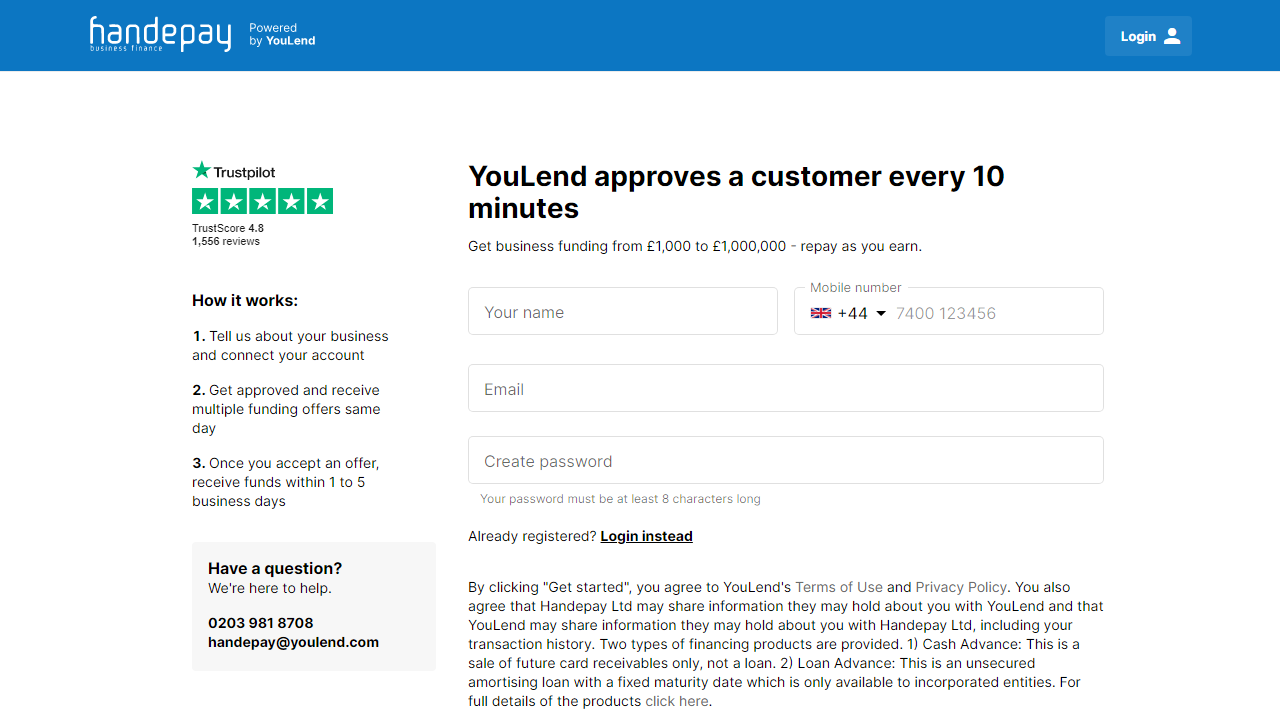 handepay
business finance
Powered
by YouLend
Login
Trustpilot
TrustScore 4.8
1,556 reviews
How it works:
1. Tell us about your business
and connect your account
2. Get approved and receive
multiple funding offers same
day
3. Once you accept an offer,
receive funds within 1 to 5
business days
Have a question?
We're here to help.
0203 981 8708
handepay@youlend.com
YouLend approves a customer every 10
minutes
Get business funding from £1,000 to £1,000,000 - repay as you earn.
Your name
Mobile number
+44 7400 123456
Email
Create password
Your password must be at least 8 characters long
Already registered? Login instead
By clicking "Get started", you agree to YouLend's Terms of Use and Privacy Policy. You also
agree that Handepay Ltd may share information they may hold about you with YouLend and that
YouLend may share information they may hold about you with Handepay Ltd, including your
transaction history. Two types of financing products are provided. 1) Cash Advance: This is a
sale of future card receivables only, not a loan. 2) Loan Advance: This is an unsecured
amortising loan with a fixed maturity date which is only available to incorporated entities. For
full details of the products click here.